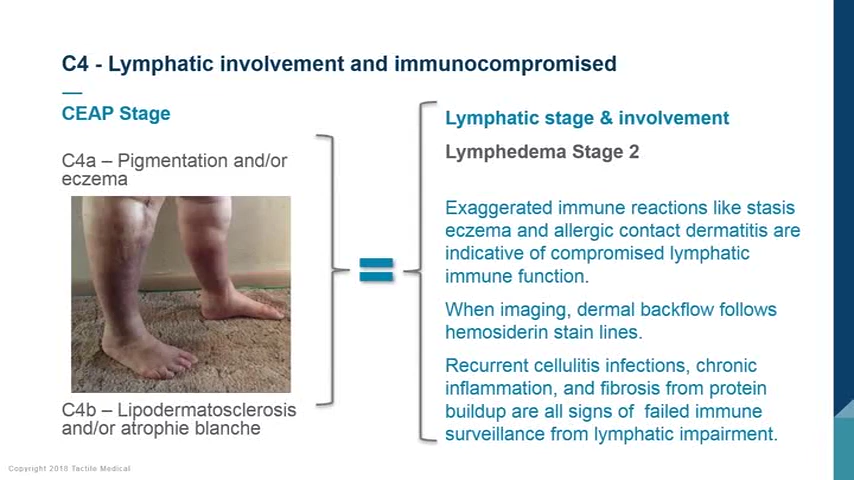 C4 - Lymphatic involvement and immunocompromised
CEAP Stage
C4a – Pigmentation and/or
eczema
C4b – Lipodermatosclerosis
and/or atrophie blanche
=
Lymphatic stage & involvement
Lymphedema Stage 2
Exaggerated immune reactions like stasis
eczema and allergic contact dermatitis are
indicative of compromised lymphatic
immune function.
When imaging, dermal backflow follows
hemosiderin stain lines.
Recurrent cellulitis infections, chronic
inflammation, and fibrosis from protein
buildup are all signs of  failed immune
surveillance from lymphatic impairment.
Copyright 2018 Tactile Medical